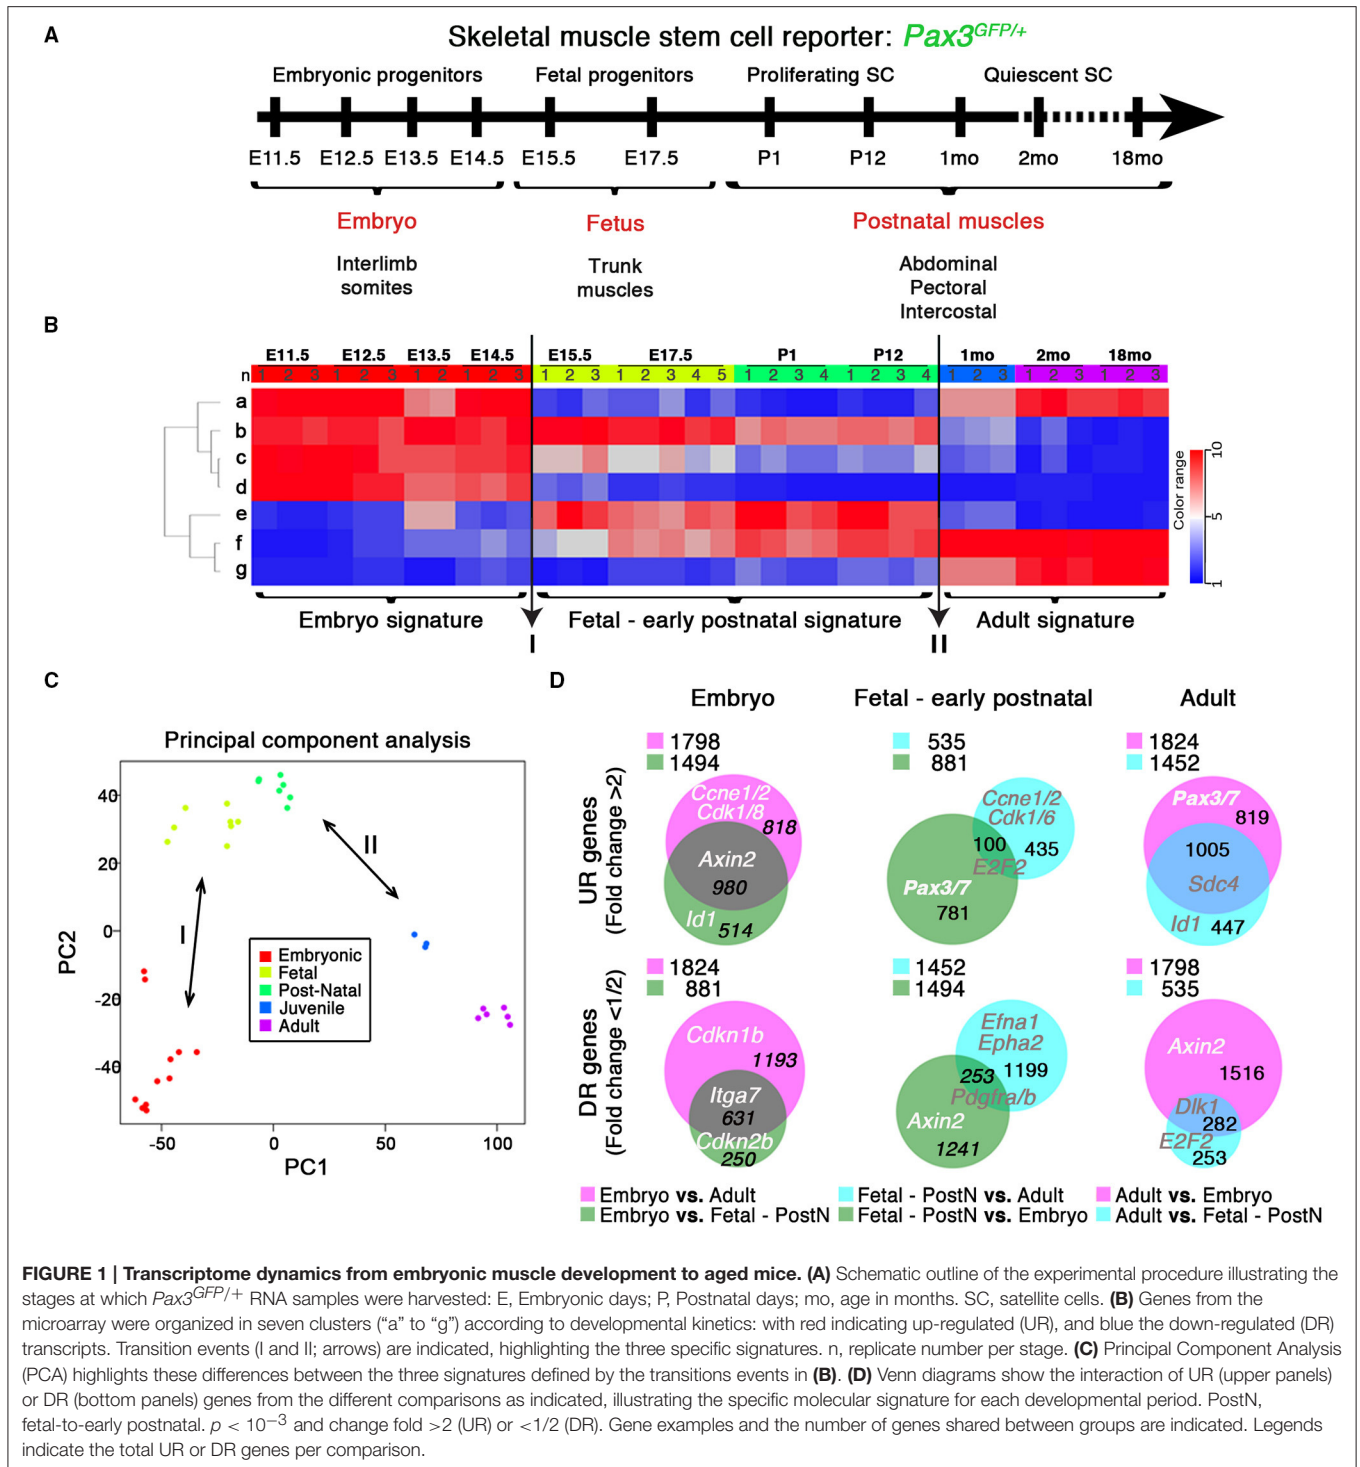 A
Skeletal muscle stem cell reporter: Pax3GFP/+
Embryonic progenitors Fetal progenitors Proliferating SC Quiescent SC
E11.5 E12.5 E13.5 E14.5 E15.5 E17.5 P1 P12 1mo 2mo 18mo
Embryo Fetus Postnatal muscles
Interlimb somites
Trunk muscles
Abdominal
Pectoral
Intercostal
B
E11.5 E12.5 E13.5 E14.5 E15.5 E17.5 P1 P12 1mo 2mo 18mo
n 1 2 3 1 2 3 1 2 1 2 3 1 2 3 1 2 3 4 5 1 2 3 4 1 2 3 4 1 2 3 1 2 3 1 2 3
a
b
c
d
e
f
g
Color range
10
5
1
Embryo signature Fetal - early postnatal signature Adult signature
I II
C
Principal component analysis
PC2
40
20
0
-20
-40
I
II
Embryonic
Fetal
Post-Natal
Juvenile
Adult
-50 0 50 100
PC1
D
Embryo Fetal - early postnatal Adult
UR genes
(Fold change >2)
1798
1494
Ccne1/2
Cdk1/8
818
Axin2
980
Id1 514
535
881
Ccne1/2
Cdk1/6
100 435
E2F2
Pax3/7
781
1824
1452
Pax3/7
819
1005
Sdc4
Id1 447
DR genes
(Fold change <1/2)
1824
881
Cdkn1b
1193
Itga7
631
Cdkn2b
250
1452
1494
Efna1
Epha2
253 1199
Pdgfra/b
Axin2
1241
1798
535
Axin2
1516
Dlk1
282
E2F2
253
Embryo vs. Adult Fetal - PostN vs. Adult Adult vs. Embryo
Embryo vs. Fetal - PostN Fetal - PostN vs. Embryo Adult vs. Fetal - PostN
FIGURE 1 | Transcriptome dynamics from embryonic muscle development to aged mice. (A) Schematic outline of the experimental procedure illustrating the
stages at which Pax3GFP/+ RNA samples were harvested: E, Embryonic days; P, Postnatal days; mo, age in months. SC, satellite cells. (B) Genes from the
microarray were organized in seven clusters ("a" to "g") according to developmental kinetics: with red indicating up-regulated (UR), and blue the down-regulated (DR)
transcripts. Transition events (I and II; arrows) are indicated, highlighting the three specific signatures. n, replicate number per stage. (C) Principal Component Analysis
(PCA) highlights these differences between the three signatures defined by the transitions events in (B). (D) Venn diagrams show the interaction of UR (upper panels)
or DR (bottom panels) genes from the different comparisons as indicated, illustrating the specific molecular signature for each developmental period. PostN,
fetal-to-early postnatal. p < 10−3 and change fold >2 (UR) or <1/2 (DR). Gene examples and the number of genes shared between groups are indicated. Legends
indicate the total UR or DR genes per comparison.